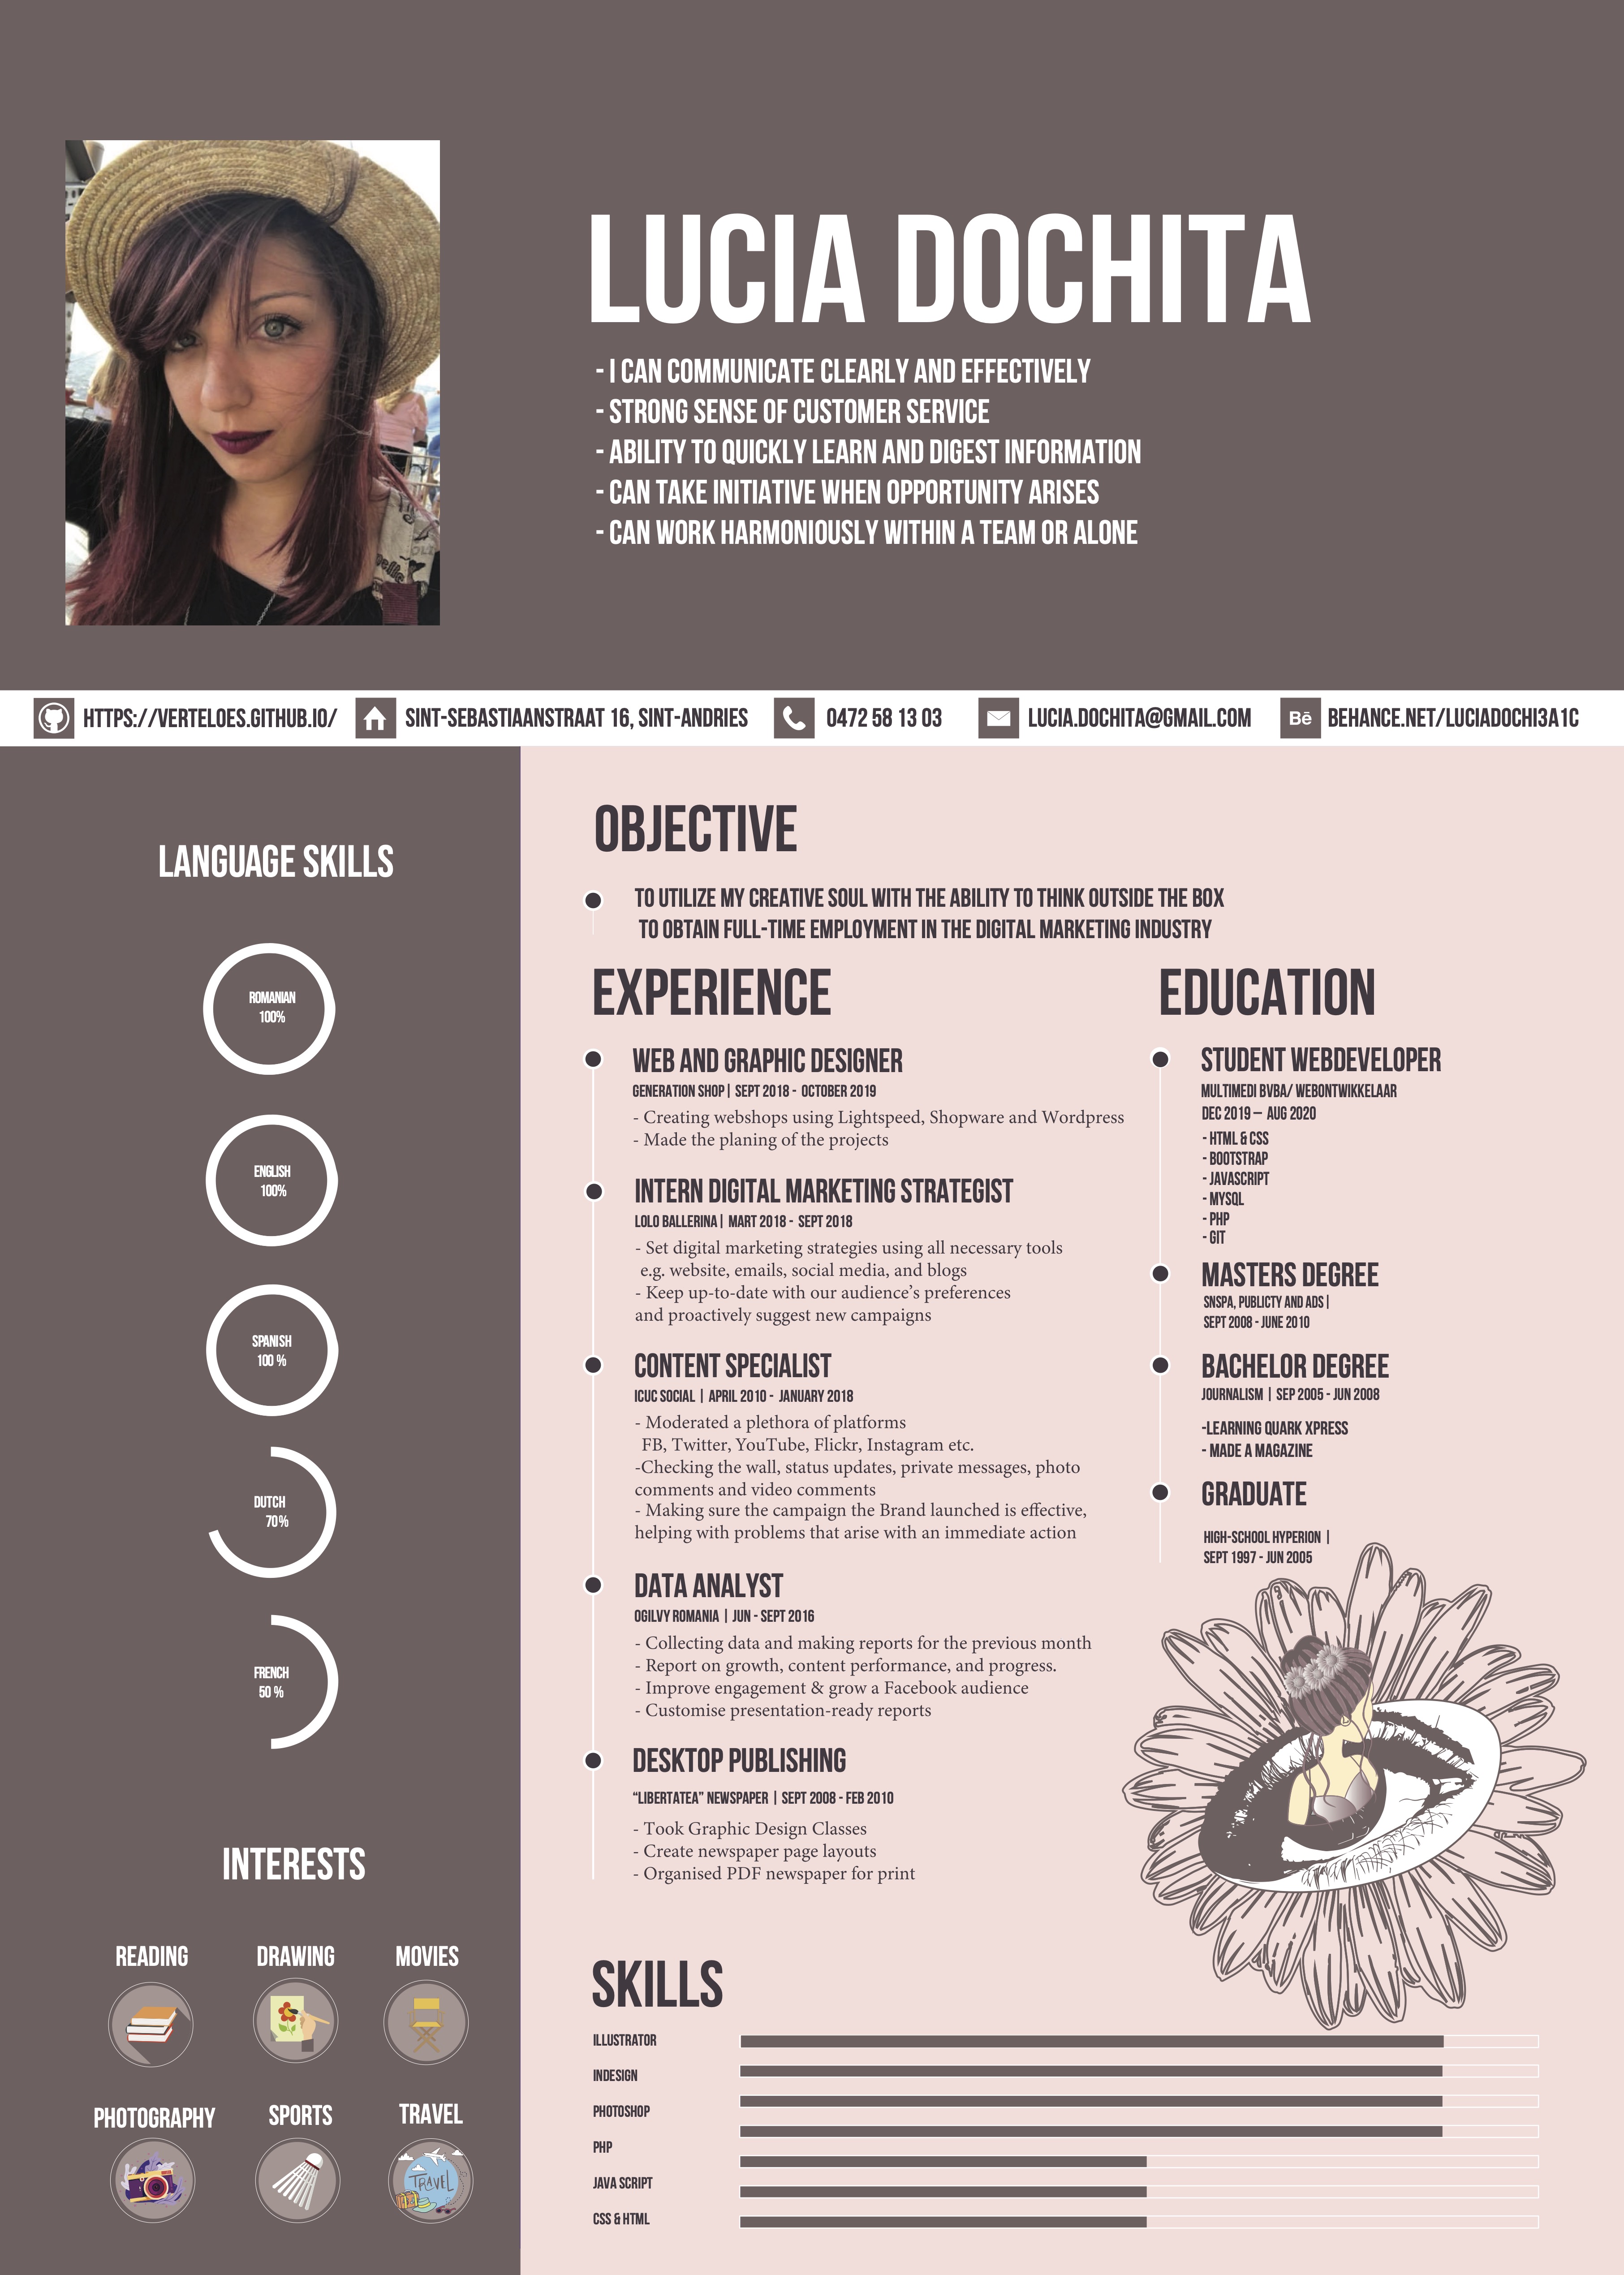 LUCIA DOCHITA
- I CAN COMMUNICATE CLEARLY AND EFFECTIVELY
- STRONG SENSE OF CUSTOMER SERVICE
- ABILITY TO QUICKLY LEARN AND DIGEST INFORMATION
- CAN TAKE INITIATIVE WHEN OPPORTUNITY ARISES
- CAN WORK HARMONIOUSLY WITHIN A TEAM OR ALONE
HTTPS://VERTELOES.GITHUB.IO/
SINT-SEBASTIAANSTRAAT 16, SINT-ANDRIES
0472 58 13 03
LUCIA.DOCHITA@GMAIL.COM
Bē BEHANCE.NET/LUCIADOCHI3A1C
LANGUAGE SKILLS
ROMANIAN
100%
ENGLISH
100%
SPANISH
100 %
DUTCH
70%
FRENCH
50 %
INTERESTS
READING
DRAWING
MOVIES
PHOTOGRAPHY
SPORTS
TRAVEL
TRAVEL
OBJECTIVE
TO UTILIZE MY CREATIVE SOUL WITH THE ABILITY TO THINK OUTSIDE THE BOX
TO OBTAIN FULL-TIME EMPLOYMENT IN THE DIGITAL MARKETING INDUSTRY
EXPERIENCE
WEB AND GRAPHIC DESIGNER
GENERATION SHOP| SEPT 2018 - OCTOBER 2019
- Creating webshops using Lightspeed, Shopware and Wordpress
- Made the planing of the projects
INTERN DIGITAL MARKETING STRATEGIST
LOLO BALLERINA| MART 2018 - SEPT 2018
- Set digital marketing strategies using all necessary tools
e.g. website, emails, social media, and blogs
- Keep up-to-date with our audience's preferences
and proactively suggest new campaigns
CONTENT SPECIALIST
ICUC SOCIAL | APRIL 2010 - JANUARY 2018
- Moderated a plethora of platforms
FB, Twitter, YouTube, Flickr, Instagram etc.
-Checking the wall, status updates, private messages, photo
comments and video comments
- Making sure the campaign the Brand launched is effective,
helping with problems that arise with an immediate action
DATA ANALYST
OGILVY ROMANIA | JUN - SEPT 2016
- Collecting data and making reports for the previous month
- Report on growth, content performance, and progress.
- Improve engagement & grow a Facebook audience
- Customise presentation-ready reports
DESKTOP PUBLISHING
“LIBERTATEA” NEWSPAPER | SEPT 2008 - FEB 2010
- Took Graphic Design Classes
- Create newspaper page layouts
- Organised PDF newspaper for print
EDUCATION
STUDENT WEBDEVELOPER
MULTIMEDI BVBA/ WEBONTWIKKELAAR
DEC 2019 – AUG 2020
- HTML & CSS
- BOOTSTRAP
- JAVASCRIPT
- MYSQL
- PHP
- GIT
MASTERS DEGREE
SNSPA, PUBLICTY AND ADS |
SEPT 2008 - JUNE 2010
BACHELOR DEGREE
JOURNALISM | SEP 2005 - JUN 2008
-LEARNING QUARK XPRESS
- MADE A MAGAZINE
GRADUATE
HIGH-SCHOOL HYPERION |
SEPT 1997 - JUN 2005
SKILLS
ILLUSTRATOR
INDESIGN
PHOTOSHOP
PHP
JAVA SCRIPT
CSS & HTML